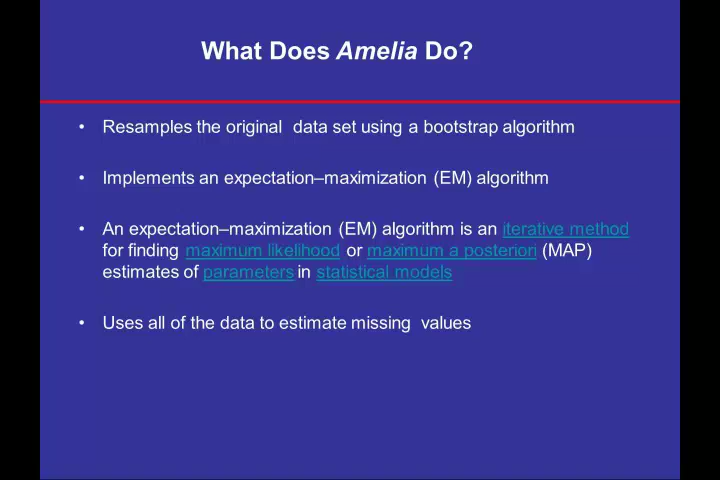 What Does Amelia Do?
• Resamples the original  data set using a bootstrap algorithm
• Implements an expectation–maximization (EM) algorithm
• An expectation–maximization (EM) algorithm is an iterative method
for finding maximum likelihood or maximum a posteriori (MAP)
estimates of parameters in statistical models
• Uses all of the data to estimate missing  values